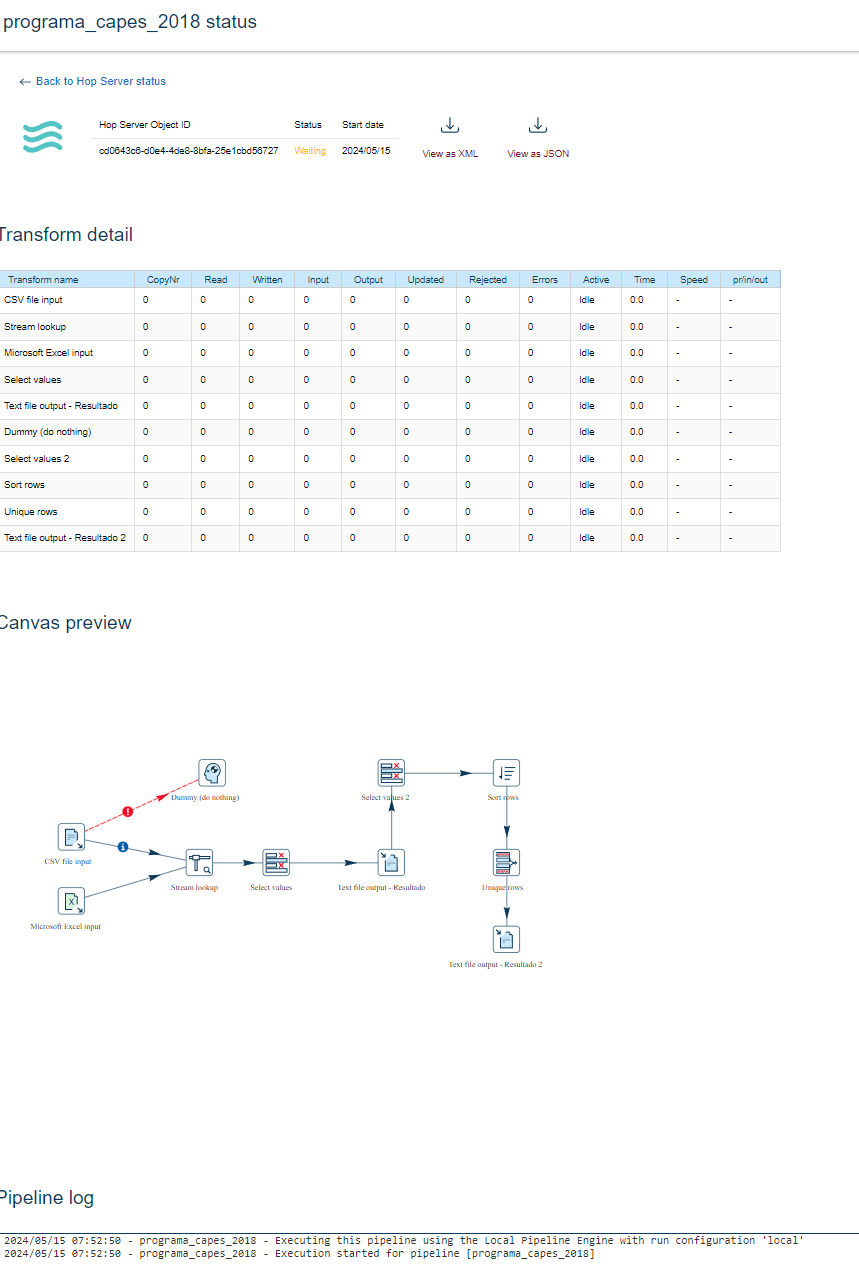 programa_capes_2018 status
← Back to Hop Server status
Hop Server Object ID Status Start date
cd0643c6-d0e4-4de8-8bfa-25e1cbd56727 Waiting 2024/05/15
View as XML View as JSON
Transform detail
Transform name CopyNr Read Written Input Output Updated Rejected Errors Active Time Speed pr/in/out
CSV file input 0 0 0 0 0 0 0 0 Idle 0.0 - -
Stream lookup 0 0 0 0 0 0 0 0 Idle 0.0 - -
Microsoft Excel input 0 0 0 0 0 0 0 0 Idle 0.0 - -
Select values 0 0 0 0 0 0 0 0 Idle 0.0 - -
Text file output - Resultado 0 0 0 0 0 0 0 0 Idle 0.0 - -
Dummy (do nothing) 0 0 0 0 0 0 0 0 Idle 0.0 - -
Select values 2 0 0 0 0 0 0 0 0 Idle 0.0 - -
Sort rows 0 0 0 0 0 0 0 0 Idle 0.0 - -
Unique rows 0 0 0 0 0 0 0 0 Idle 0.0 - -
Text file output - Resultado 2 0 0 0 0 0 0 0 0 Idle 0.0 - -
Canvas preview
Dummy (do nothing) Select values 2 Sort rows
CSV file input
Stream lookup Select values Text file output - Resultado Unique rows
Microsoft Excel input
Text file output - Resultado 2
Pipeline log
2024/05/15 07:52:50 - programa_capes_2018 - Executing this pipeline using the Local Pipeline Engine with run configuration 'local'
2024/05/15 07:52:50 - programa_capes_2018 - Execution started for pipeline [programa_capes_2018]